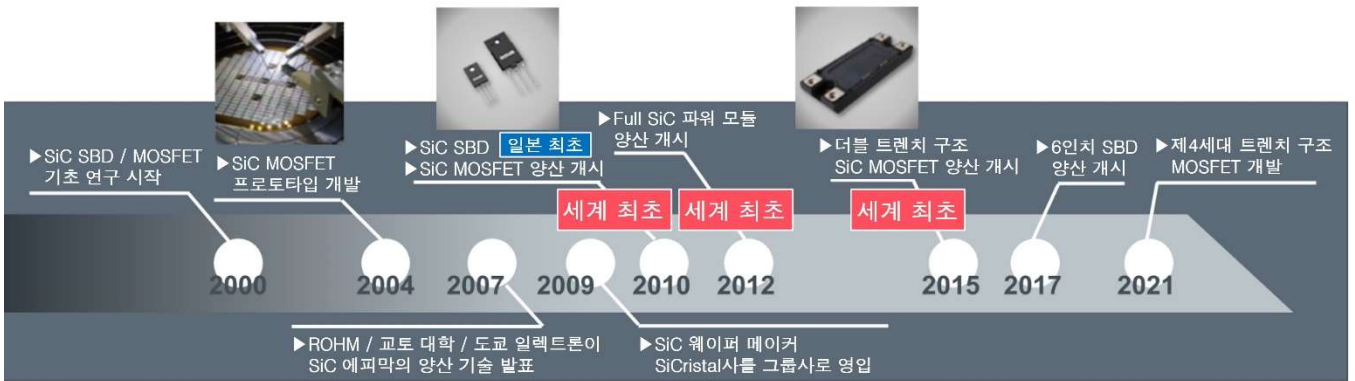 ▶SiC SBD / MOSFET
기초 연구 시작
▶SiC MOSFET
프로토타입 개발
▶SiC SBD 일본 최초
▶SiC MOSFET 양산 개시
세계 최초
▶Full SiC 파워 모듈
양산 개시
세계 최초
▶더블 트렌치 구조
SiC MOSFET 양산 개시
세계 최초
▶6인치 SBD
양산 개시
▶제4세대 트렌치 구조
MOSFET 개발
2000 2004 2007 2009 2010 2012 2015 2017 2021
▶ROHM / 교토 대학 / 도쿄 일렉트론이
SiC 에피막의 양산 기술 발표
▶SiC 웨이퍼 메이커
SiCristal사를 그룹사로 영입